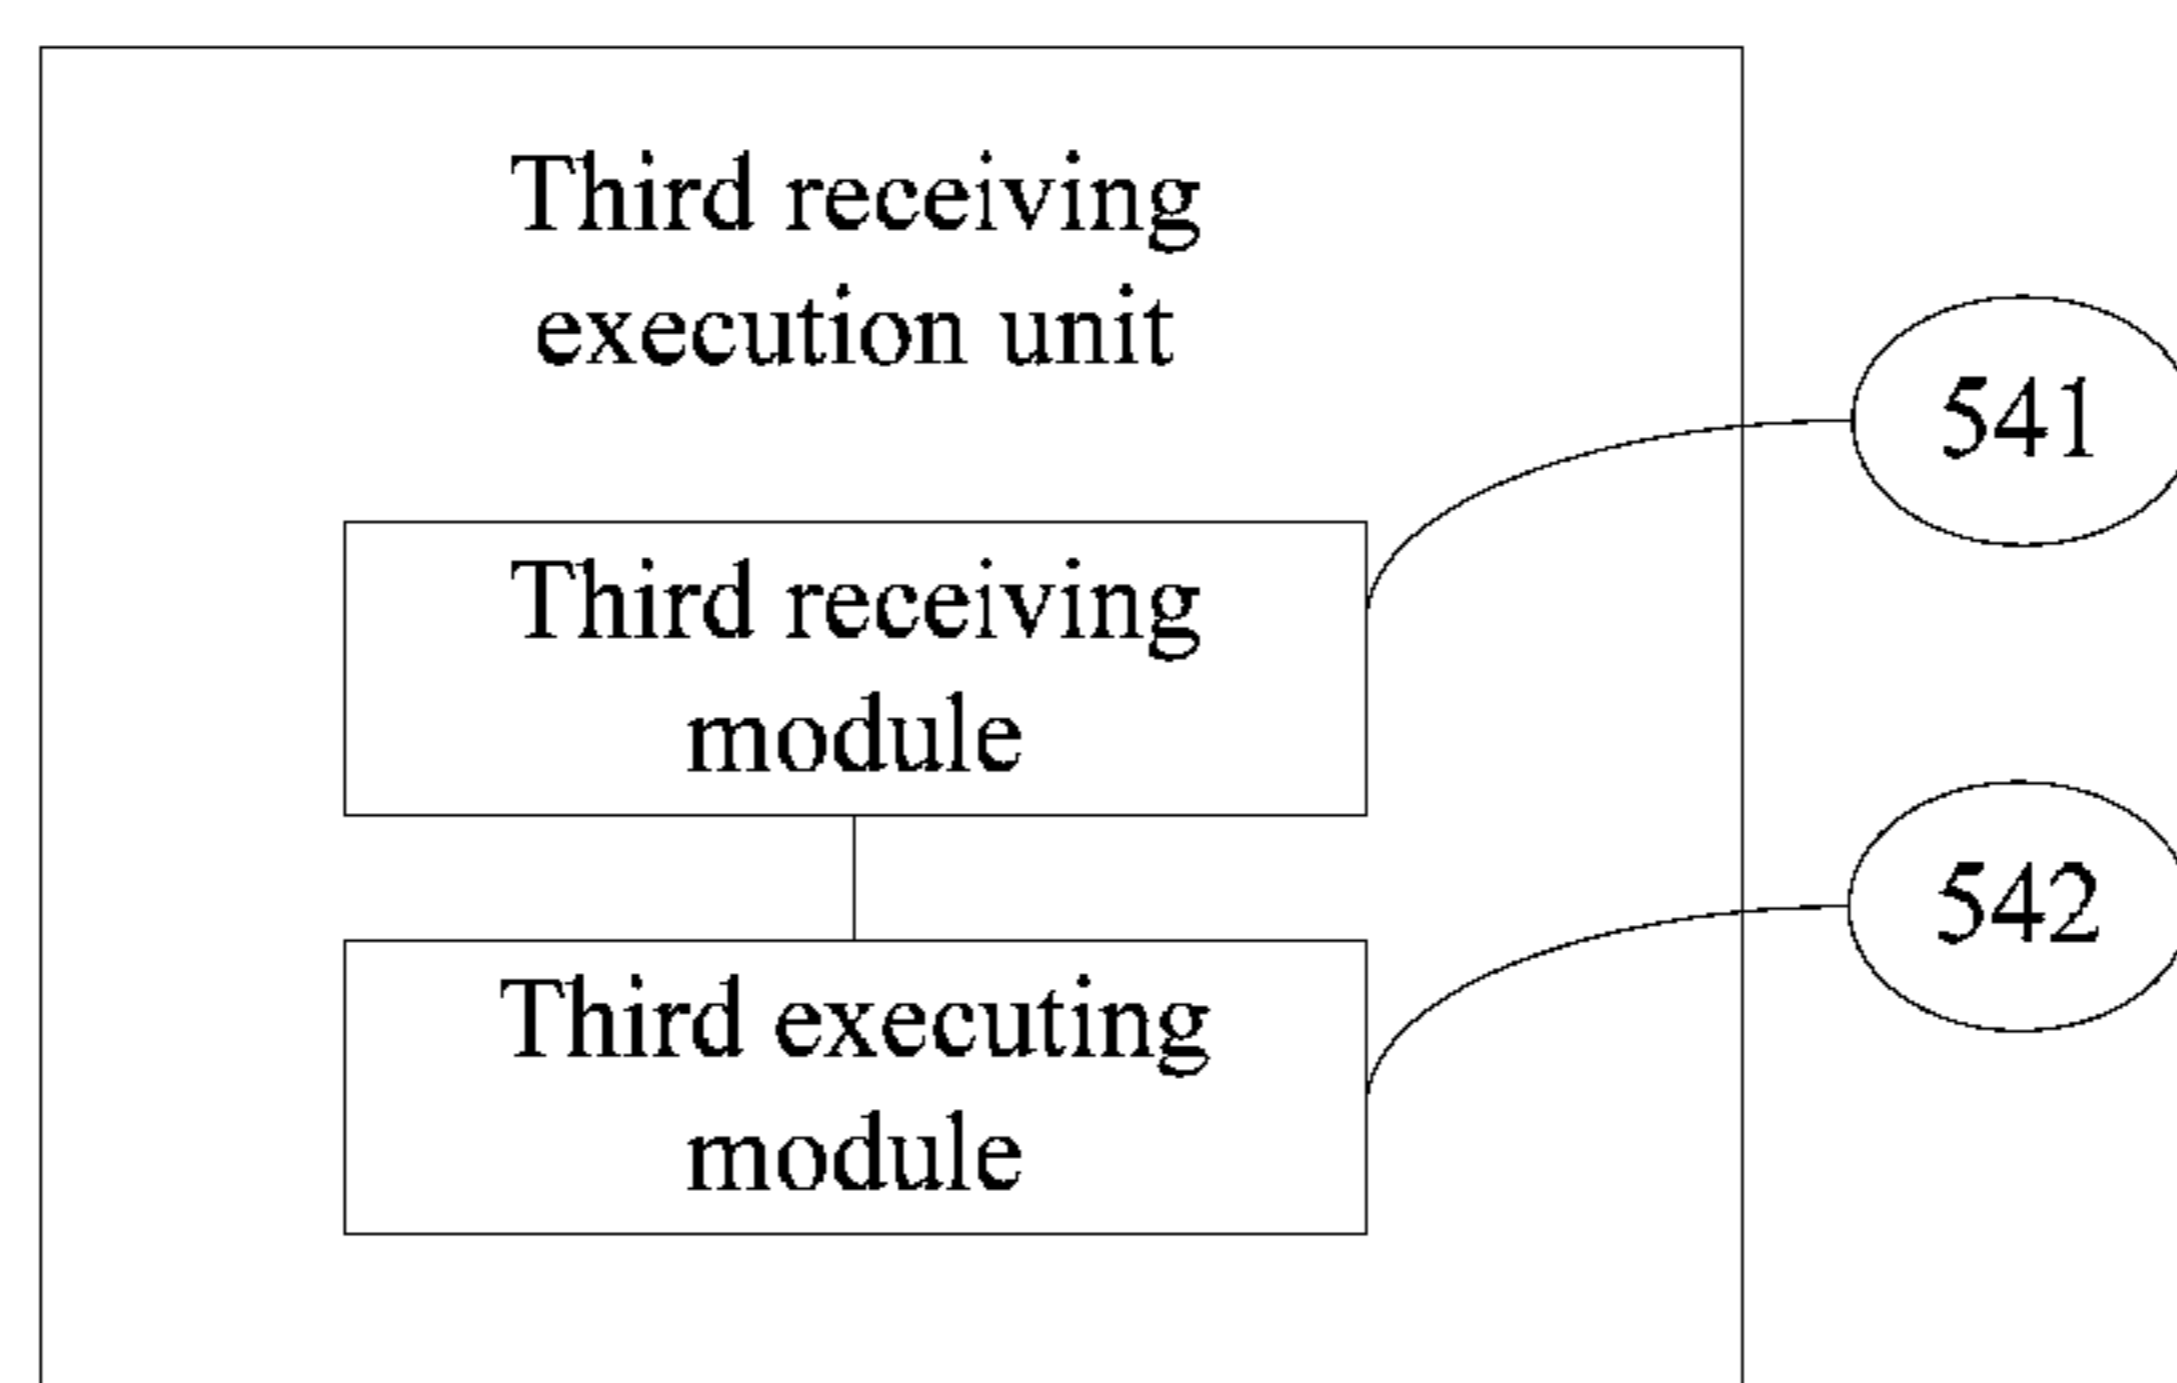 Third receiving
execution unit
541
Third receiving
module
542
Third executing
module